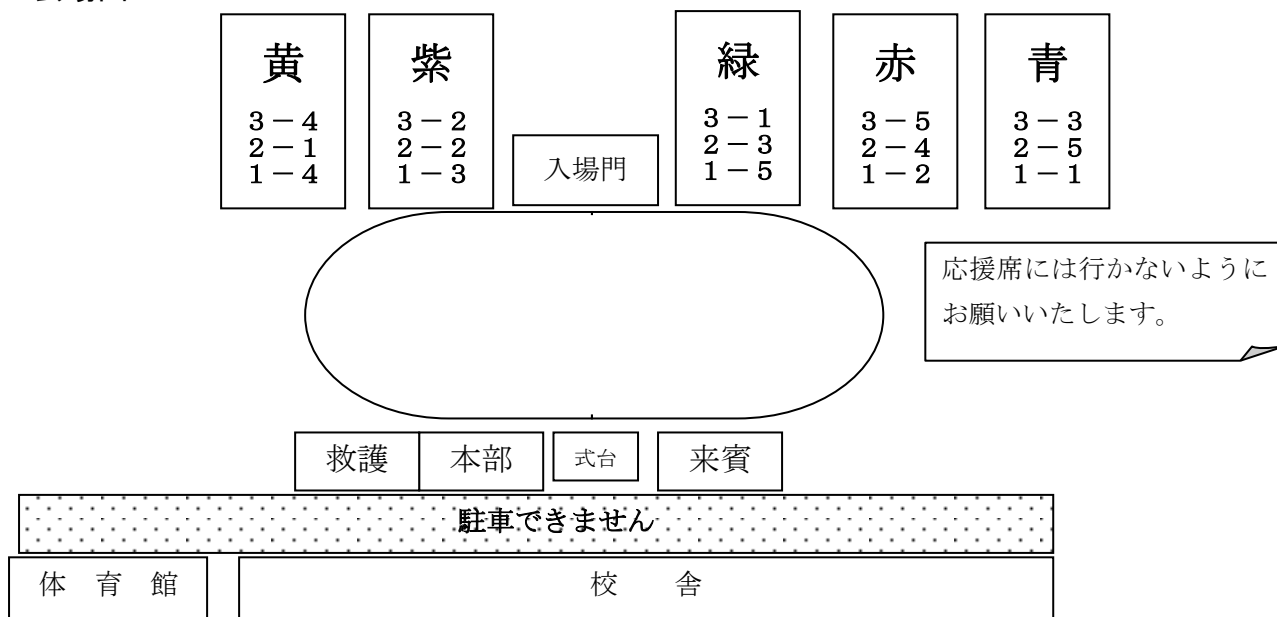 黄
3－4
2－1
1－4
紫
3－2
2－2
1－3
入場門
緑
3－1
2－3
1－5
赤
3－5
2－4
1－2
青
3－3
2－5
1－1
応援席には行かないように
お願いいたします。
救護
本部
式台
来賓
駐車できません
体 育 館
校 舎